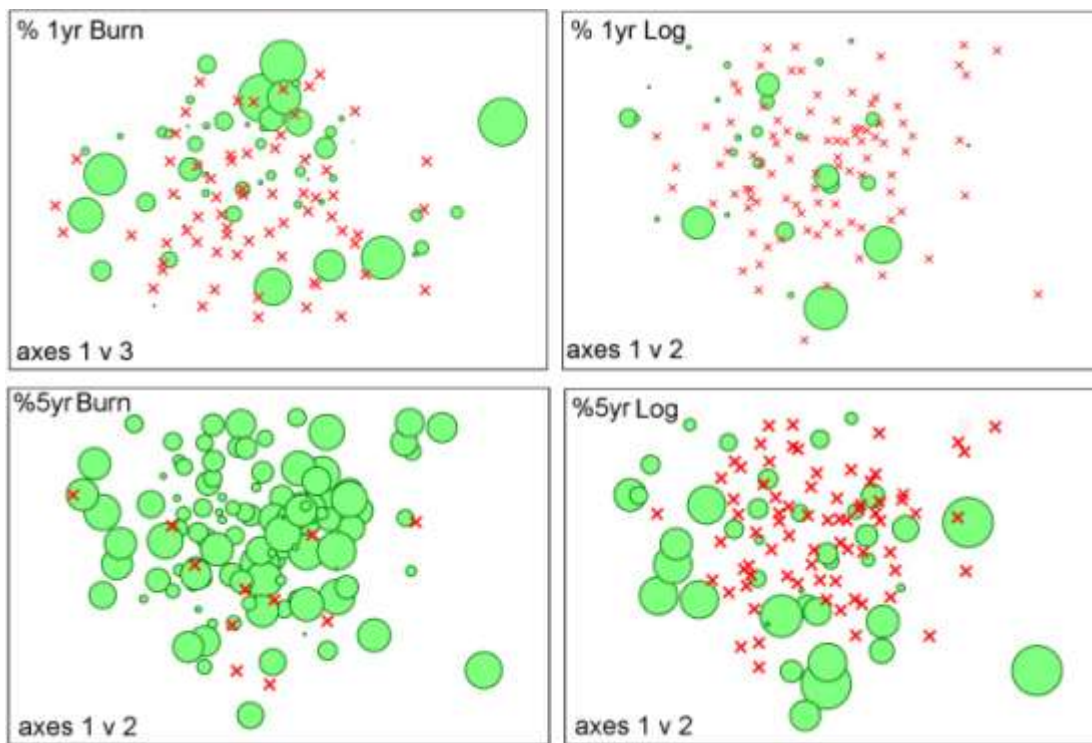 % 1yr Burn
axes 1 v 3
% 1yr Log
axes 1 v 2
%5yr Burn
axes 1 v 2
%5yr Log
axes 1 v 2